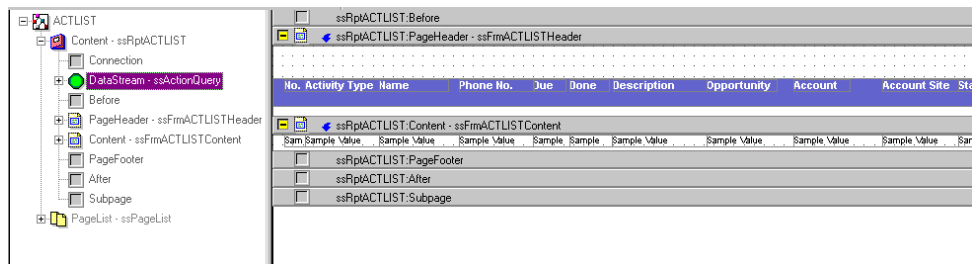 ACTLIST
Content - ssRptACTLIST
Connection
DataStream - ssActionQuery
Before
PageHeader - ssFrmACTLISTHeader
Content - ssFrmACTLISTContent
PageFooter
After
Subpage
PageList - ssPageList
ssRptACTLIST:Before
ssRptACTLIST:PageHeader - ssFrmACTLISTHeader
No. Activity Type Name Phone No. Due Done Description Opportunity Account Account Site Sta
ssRptACTLIST:Content - ssFrmACTLISTContent
Sam Sample Value Sample Value Sample Value Sample Sample Sample Value Sample Value Sample Value Sample Value Sam
ssRptACTLIST:PageFooter
ssRptACTLIST:After
ssRptACTLIST:Subpage